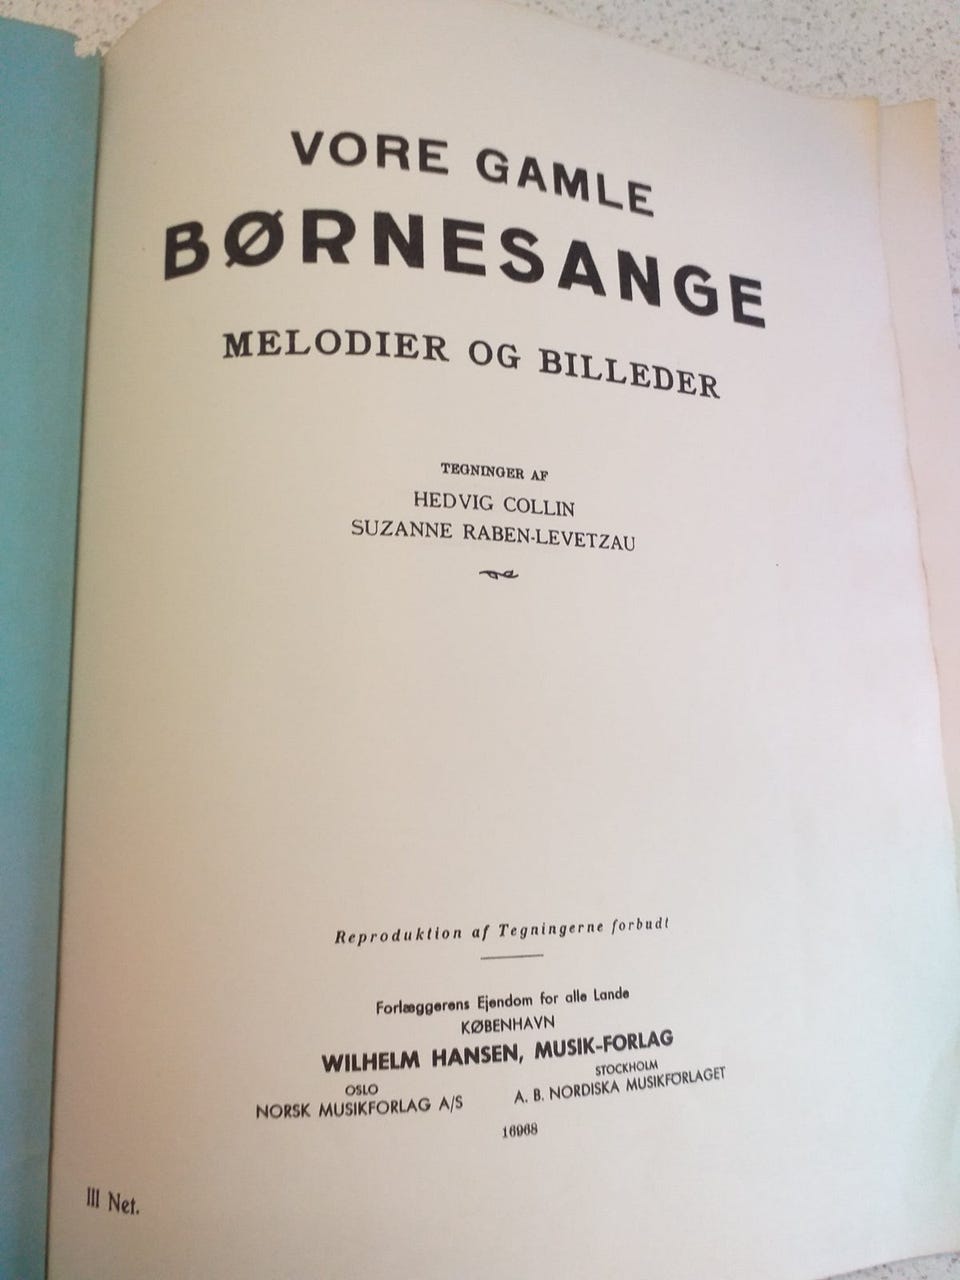 VORE GAMLE
BØRNESANGE
MELODIER OG BILLEDER
TEGNINGER AF
HEDVIG COLLIN
SUZANNE RABEN-LEVETZAU
Reproduktion af Tegningerne forbudt
Forlæggerens Ejendom for alle Lande
KØBENHAVN
WILHELM HANSEN, MUSIK-FORLAG
OSLO
NORSK MUSIKFORLAG A/S
STOCKHOLM
A. B. NORDISKA MUSIKFÖRLAGET
16968
III Net.